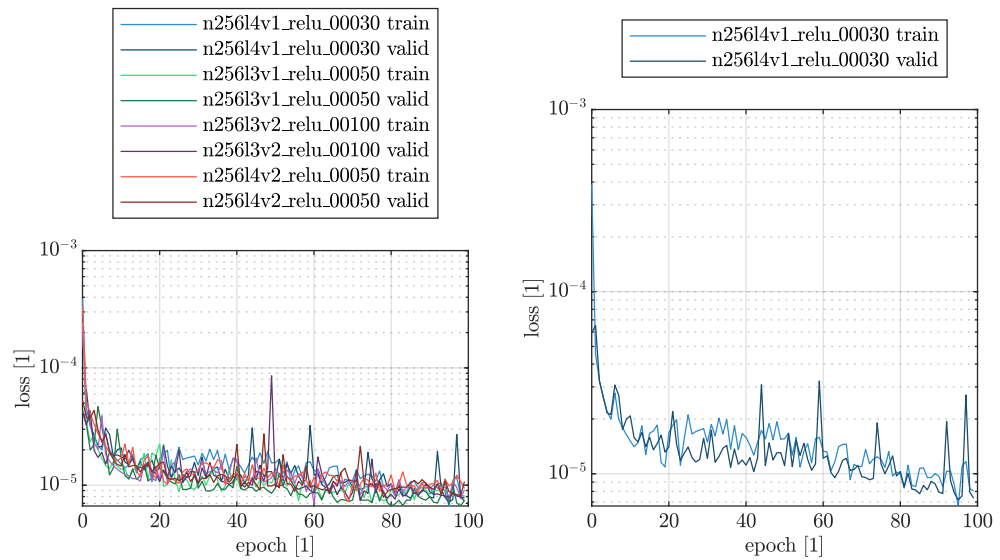 n256l4v1_relu_00030 train
n256l4v1_relu_00030 valid
n256l3v1_relu_00050 train
n256l3v1_relu_00050 valid
n256l3v2_relu_00100 train
n256l3v2_relu_00100 valid
n256l4v2_relu_00050 train
n256l4v2_relu_00050 valid
10⁻³
10⁻⁴
10⁻⁵
loss [1]
0 20 40 60 80 100
epoch [1]
n256l4v1_relu_00030 train
n256l4v1_relu_00030 valid
10⁻³
10⁻⁴
10⁻⁵
loss [1]
0 20 40 60 80 100
epoch [1]